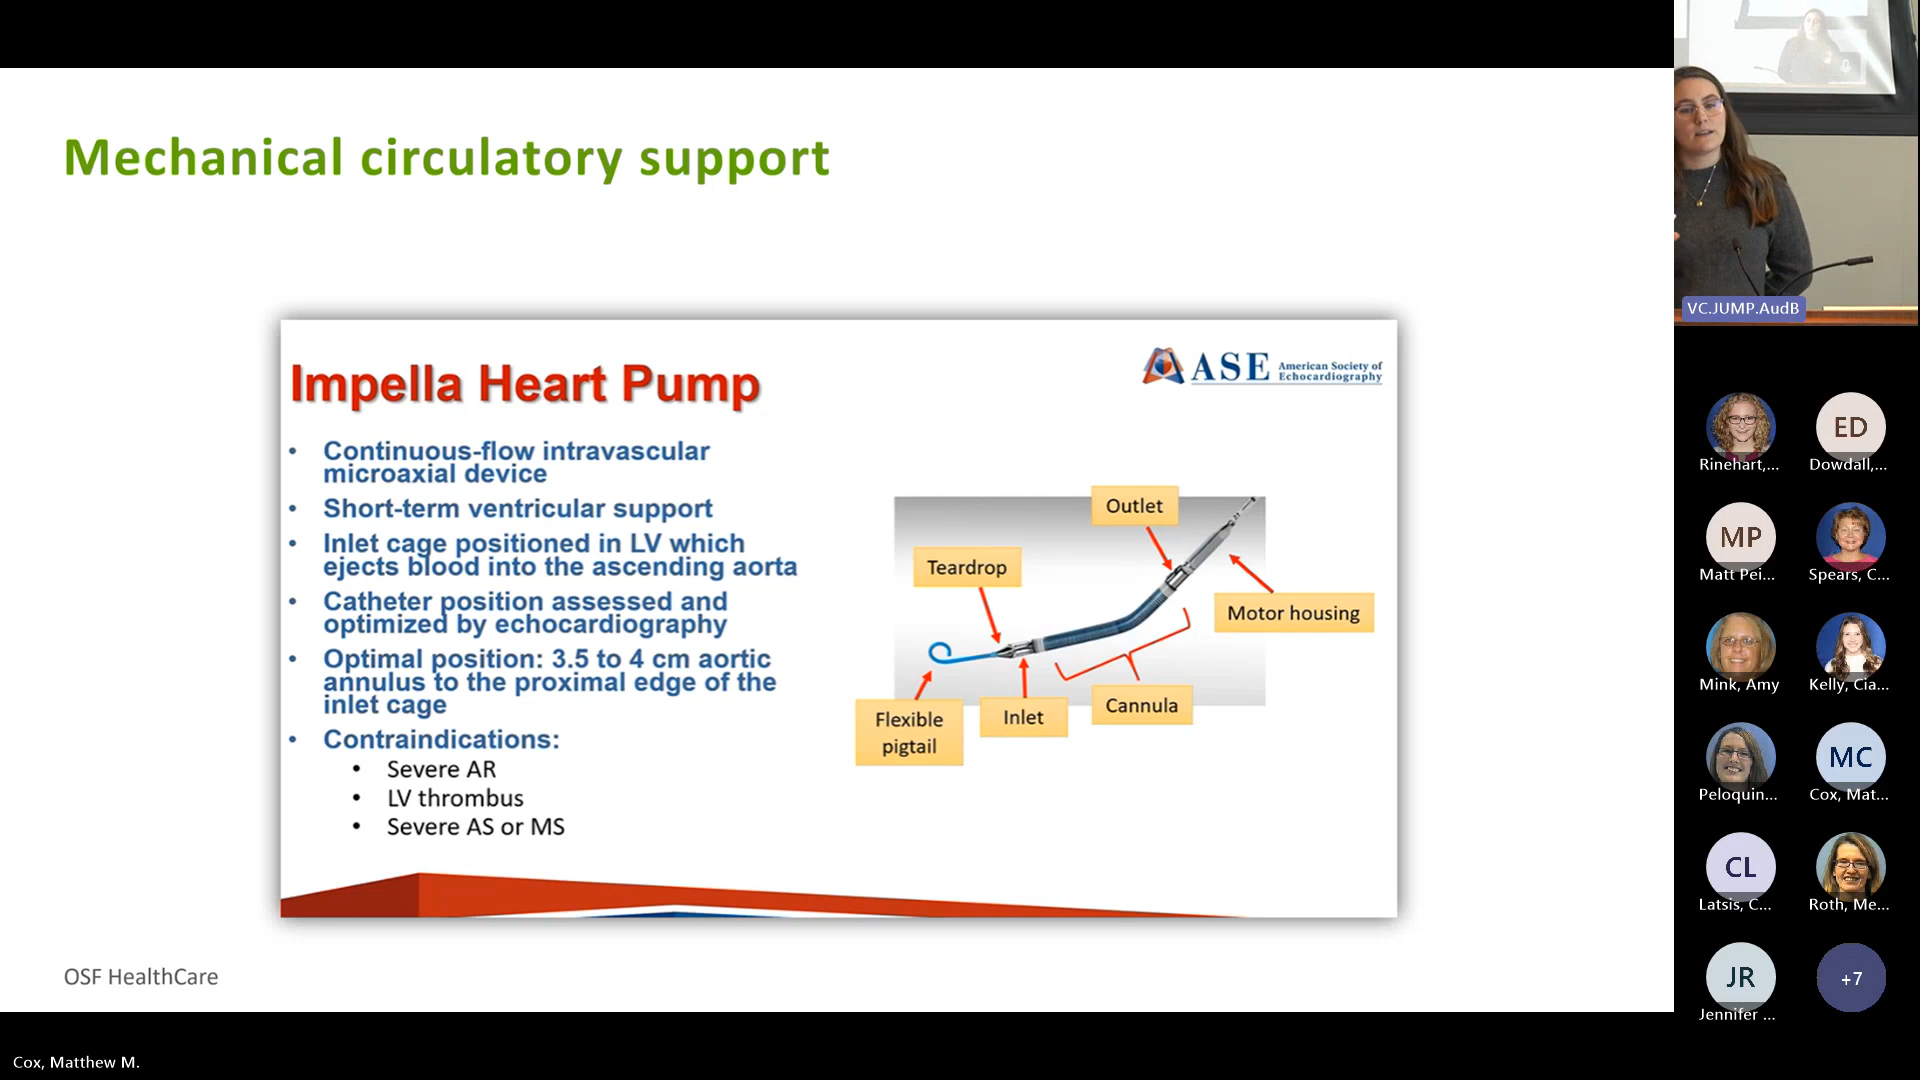 Mechanical circulatory support
Impella Heart Pump
ASE American Society of
Echocardiography
• Continuous-flow intravascular
microaxial device
• Short-term ventricular support
• Inlet cage positioned in LV which
ejects blood into the ascending aorta
• Catheter position assessed and
optimized by echocardiography
• Optimal position: 3.5 to 4 cm aortic
annulus to the proximal edge of the
inlet cage
• Contraindications:
• Severe AR
• LV thrombus
• Severe AS or MS
Outlet
Teardrop
Motor housing
Flexible
pigtail
Inlet
Cannula
OSF HealthCare
Cox, Matthew M.
VC.JUMP.AudB
Rinehart,...
ED
Dowdall,...
MP
Matt Pei...
Spears, C...
Mink, Amy
Kelly, Cia...
Peloquin...
MC
Cox, Mat...
CL
Latsis, C...
Roth, Me...
JR
Jennifer ...
+7